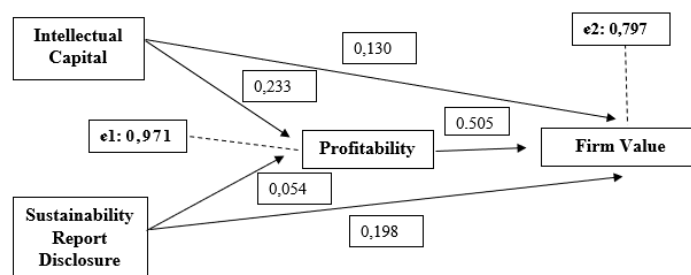 Intellectual
Capital
0,130
e2: 0,797
0,233
e1: 0,971
Profitability
0.505
Firm Value
0,054
Sustainability
Report
Disclosure
0,198